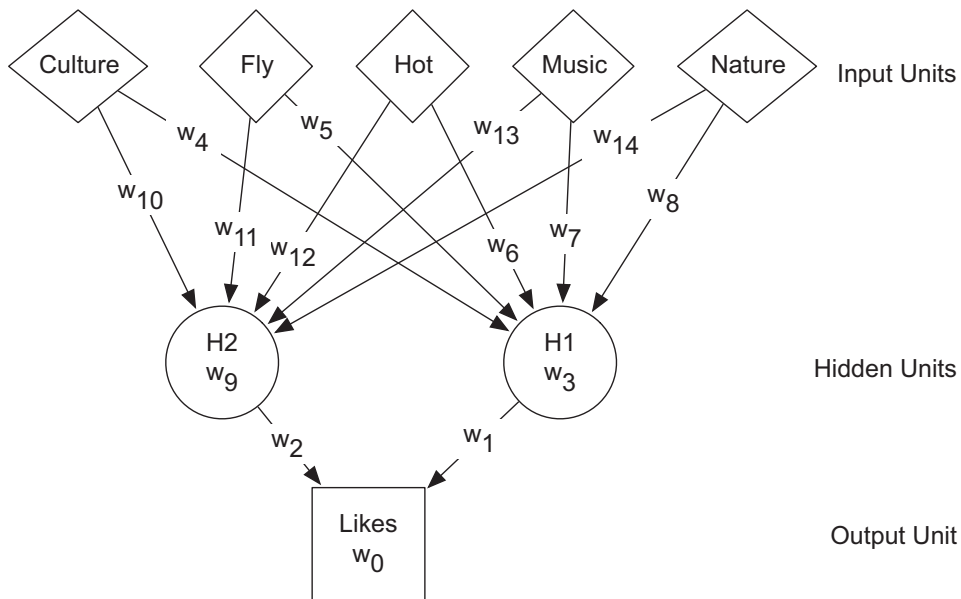 Culture
Fly
Hot
Music
Nature
Input Units
w4
w5
w13
w14
w10
w11
w12
w6
w7
w8
H2
w9
H1
w3
Hidden Units
w2
w1
Likes
w0
Output Unit